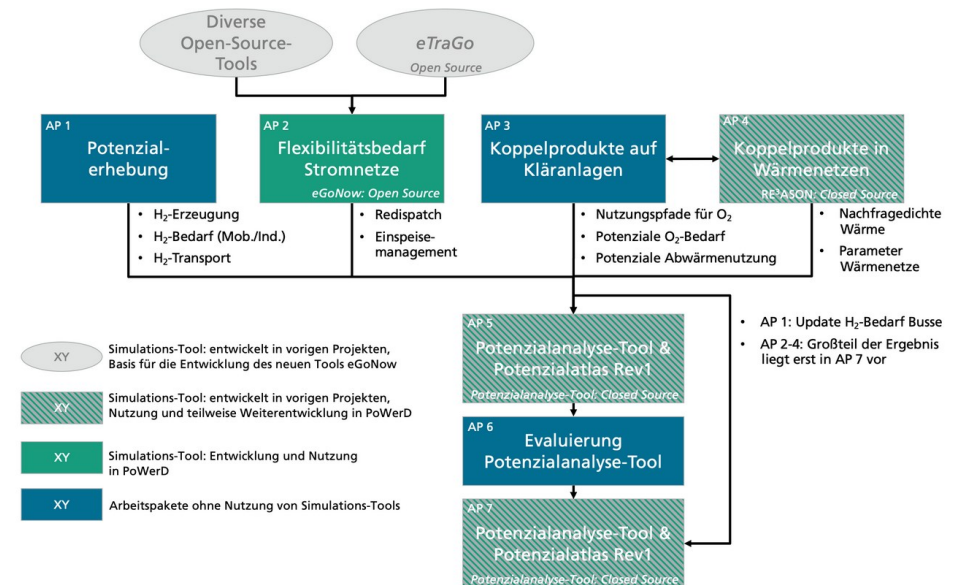 Diverse
Open-Source-
Tools
eTraGo
Open Source
AP 1
Potenzial-
erhebung
AP 2
Flexibilitätsbedarf
Stromnetze
eGoNow: Open Source
AP 3
Koppelprodukte auf
Kläranlagen
AP 4
Koppelprodukte in
Wärmenetzen
RE³ASON: Closed Source
• H₂-Erzeugung
• H₂-Bedarf (Mob./Ind.)
• H₂-Transport
• Redispatch
• Einspeise-
management
• Nutzungspfade für O₂
• Potenziale O₂-Bedarf
• Potenziale Abwärmenutzung
• Nachfragedichte
Wärme
• Parameter
Wärmenetze
AP 5
Potenzialanalyse-Tool &
Potenzialatlas Rev1
Potenzialanalyse-Tool: Closed Source
• AP 1: Update H₂-Bedarf Busse
• AP 2-4: Großteil der Ergebnis
liegt erst in AP 7 vor
AP 6
Evaluierung
Potenzialanalyse-Tool
AP 7
Potenzialanalyse-Tool &
Potenzialatlas Rev1
Potenzialanalyse-Tool: Closed Source
XY
Simulations-Tool: entwickelt in vorigen Projekten,
Basis für die Entwicklung des neuen Tools eGoNow
XY
Simulations-Tool: entwickelt in vorigen Projekten,
Nutzung und teilweise Weiterentwicklung in PoWerD
XY
Simulations-Tool: Entwicklung und Nutzung
in PoWerD
XY
Arbeitspakete ohne Nutzung von Simulations-Tools